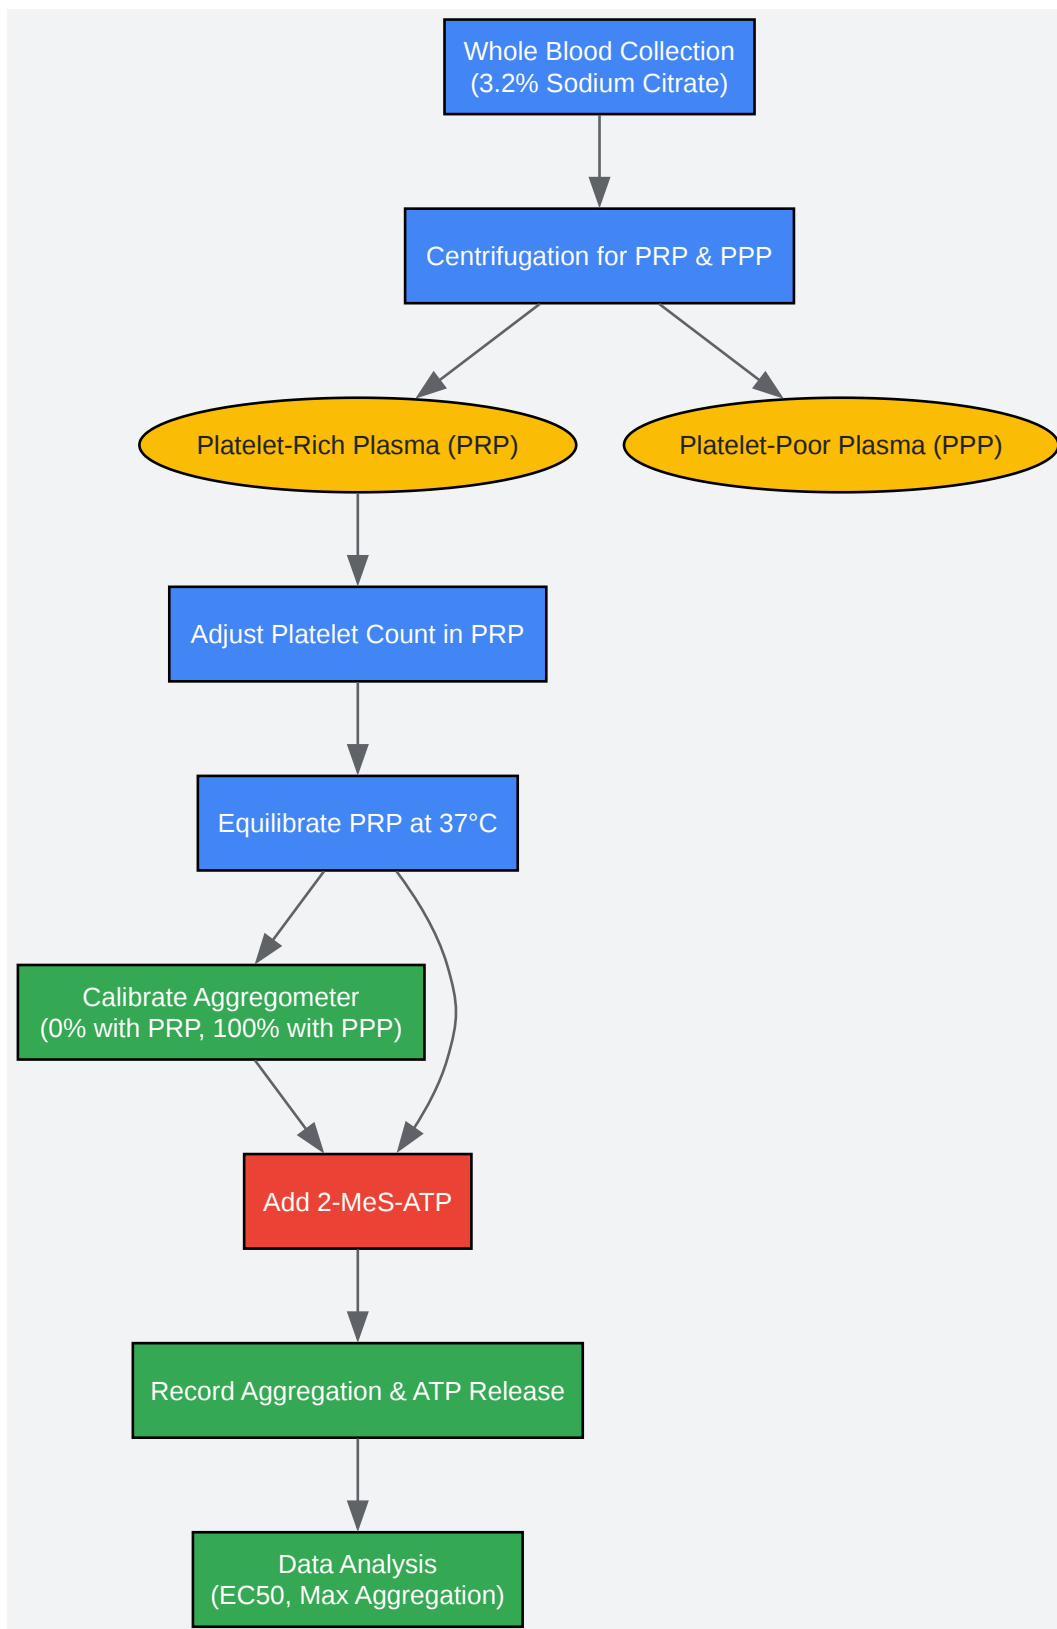 Whole Blood Collection
(3.2% Sodium Citrate)
Centrifugation for PRP & PPP
Platelet-Rich Plasma (PRP)
Platelet-Poor Plasma (PPP)
Adjust Platelet Count in PRP
Equilibrate PRP at 37°C
Calibrate Aggregometer
(0% with PRP, 100% with PPP)
Add 2-MeS-ATP
Record Aggregation & ATP Release
Data Analysis
(EC50, Max Aggregation)